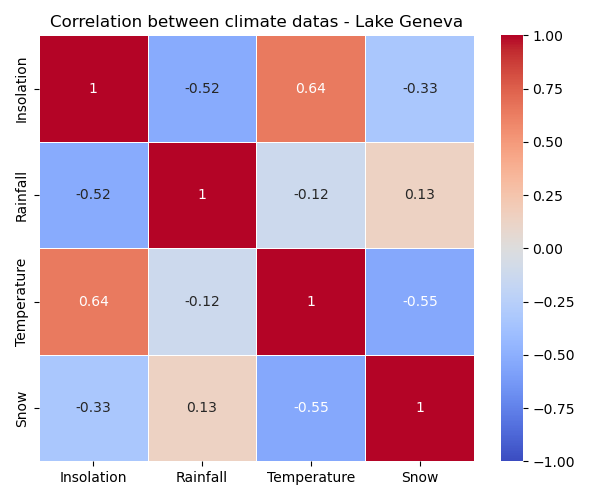 Correlation between climate datas - Lake Geneva
Insolation
1
-0.52
0.64
-0.33
1.00
0.75
0.50
0.25
0.00
−0.25
−0.50
−0.75
−1.00
Rainfall
-0.52
1
-0.12
0.13
Temperature
0.64
-0.12
1
-0.55
Snow
-0.33
0.13
-0.55
1
Insolation
Rainfall
Temperature
Snow